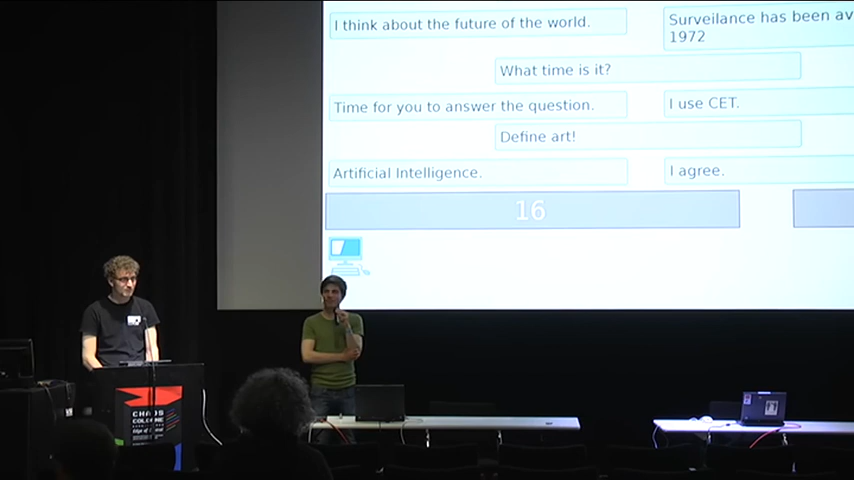 I think about the future of the world.
Surveilance has been av
1972
What time is it?
Time for you to answer the question.
I use CET.
Define art!
Artificial Intelligence.
I agree.
16
CHAOS
COLOGNE